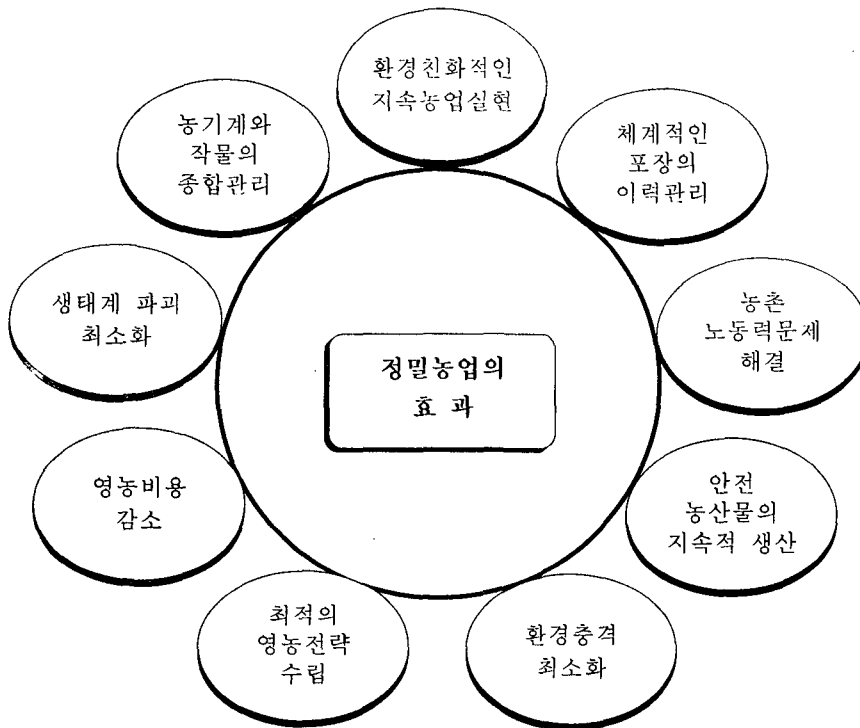 환경친화적인
지속농업실현
체계적인
포장의
이력관리
농촌
노동력문제
해결
안전
농산물의
지속적 생산
환경충격
최소화
최적의
영농전략
수립
영농비용
감소
생태계 파괴
최소화
농기계와
작물의
종합관리
정밀농업의
효 과